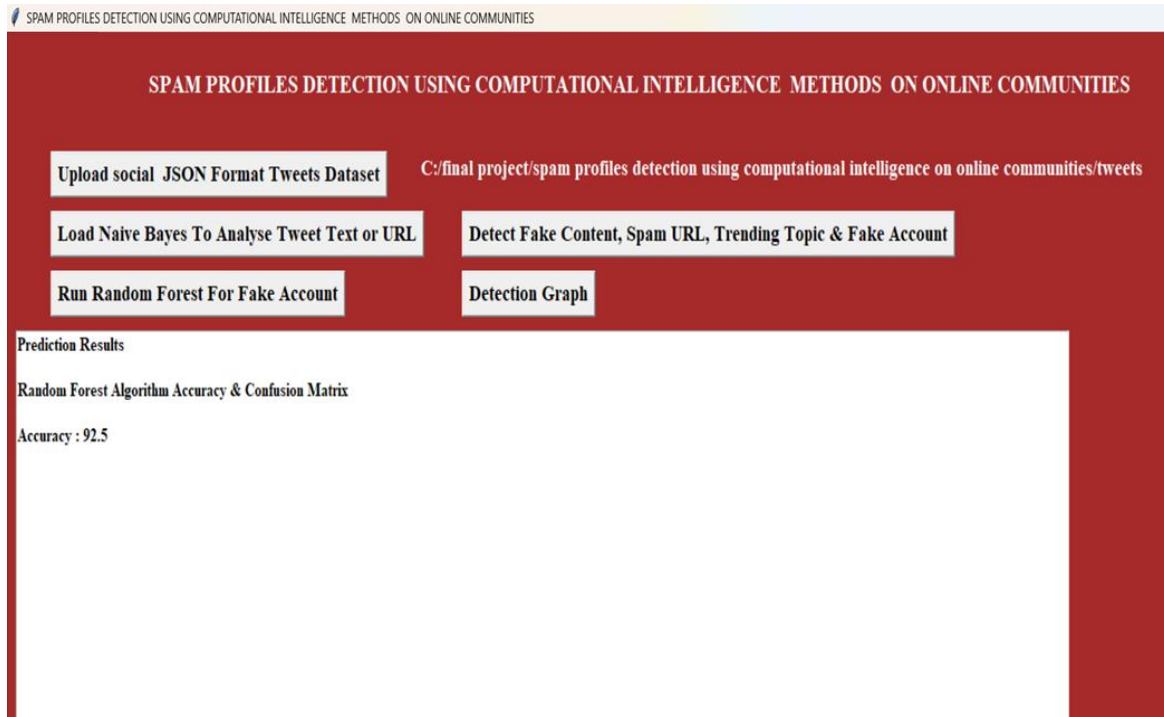 SPAM PROFILES DETECTION USING COMPUTATIONAL INTELLIGENCE METHODS ON ONLINE COMMUNITIES
SPAM PROFILES DETECTION USING COMPUTATIONAL INTELLIGENCE METHODS ON ONLINE COMMUNITIES
Upload social JSON Format Tweets Dataset
C:/final project/spam profiles detection using computational intelligence on online communities/tweets
Load Naive Bayes To Analyse Tweet Text or URL
Detect Fake Content, Spam URL, Trending Topic & Fake Account
Run Random Forest For Fake Account
Detection Graph
Prediction Results
Random Forest Algorithm Accuracy & Confusion Matrix
Accuracy : 92.5